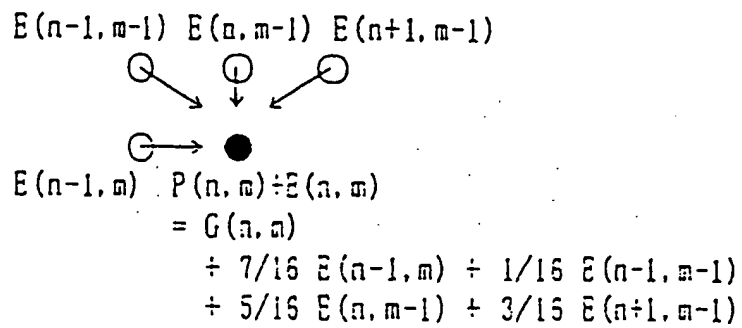 E(n-1,m-1) E(n,m-1) E(n+1,m-1)
E(n-1,m) P(n,m)+E(n,m)
= G(n,m)
+ 7/16 E(n-1,m) + 1/16 E(n-1,m-1)
+ 5/16 E(n,m-1) + 3/16 E(n+1,m-1)